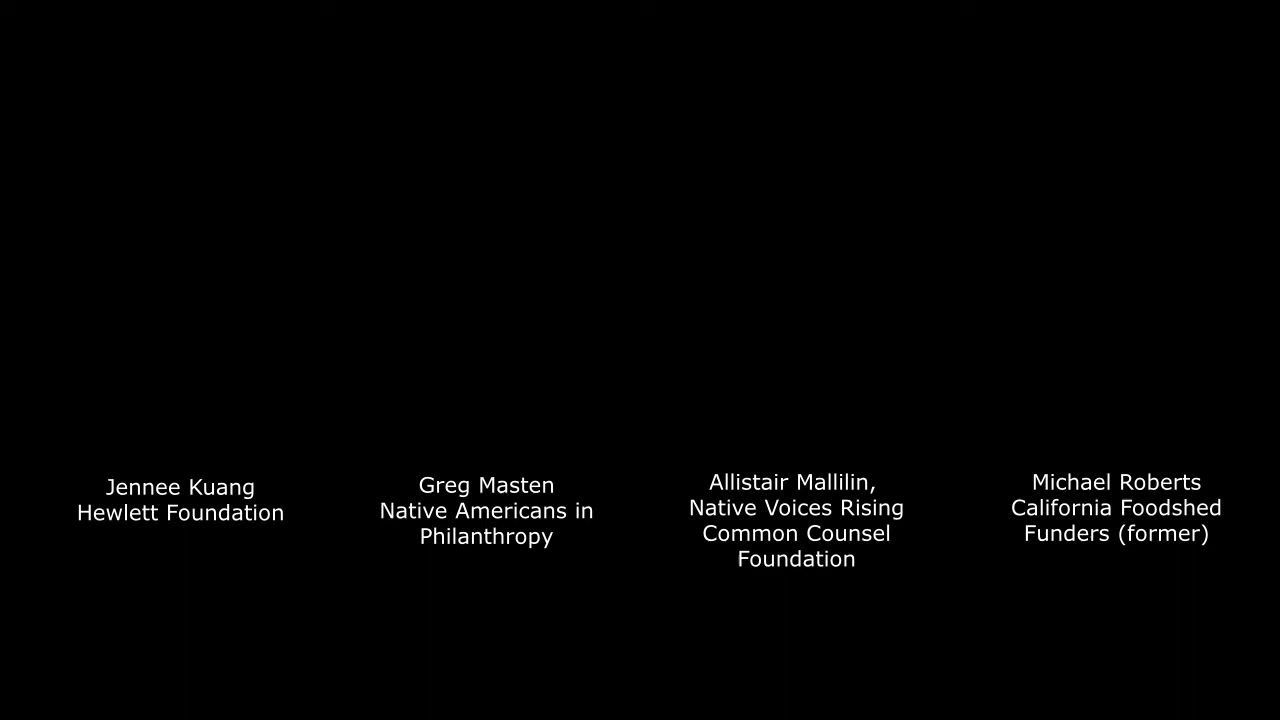 Jennee Kuang
Hewlett Foundation
Greg Masten
Native Americans in
Philanthropy
Allistair Mallilin,
Native Voices Rising
Common Counsel
Foundation
Michael Roberts
California Foodshed
Funders (former)